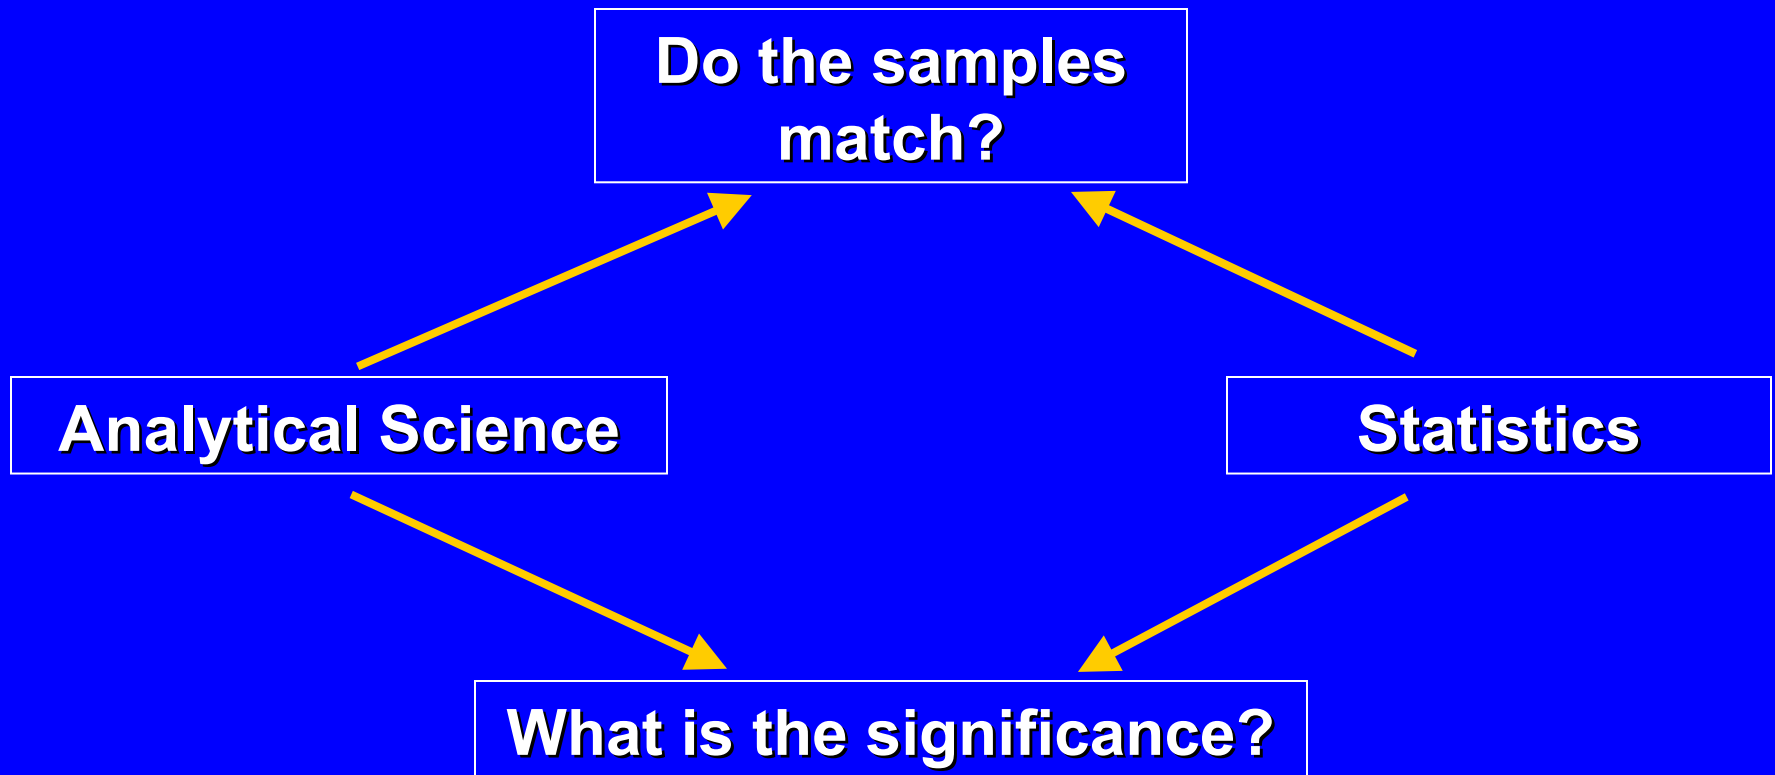 Do the samples
match?
Analytical Science
Statistics
What is the significance?